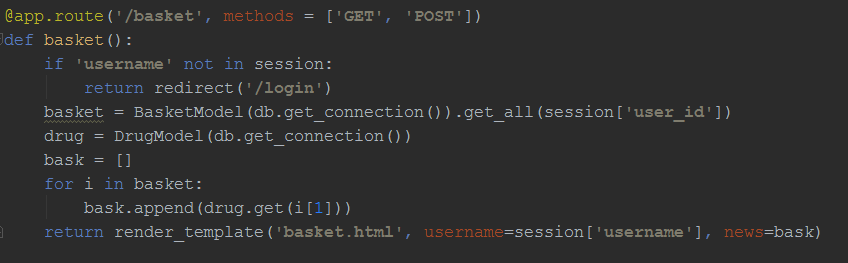 @app.route('/basket', methods = ['GET', 'POST'])
def basket():
    if 'username' not in session:
        return redirect('/login')
    basket = BasketModel(db.get_connection()).get_all(session['user_id'])
    drug = DrugModel(db.get_connection())
    bask = []
    for i in basket:
        bask.append(drug.get(i[1]))
    return render_template('basket.html', username=session['username'], news=bask)